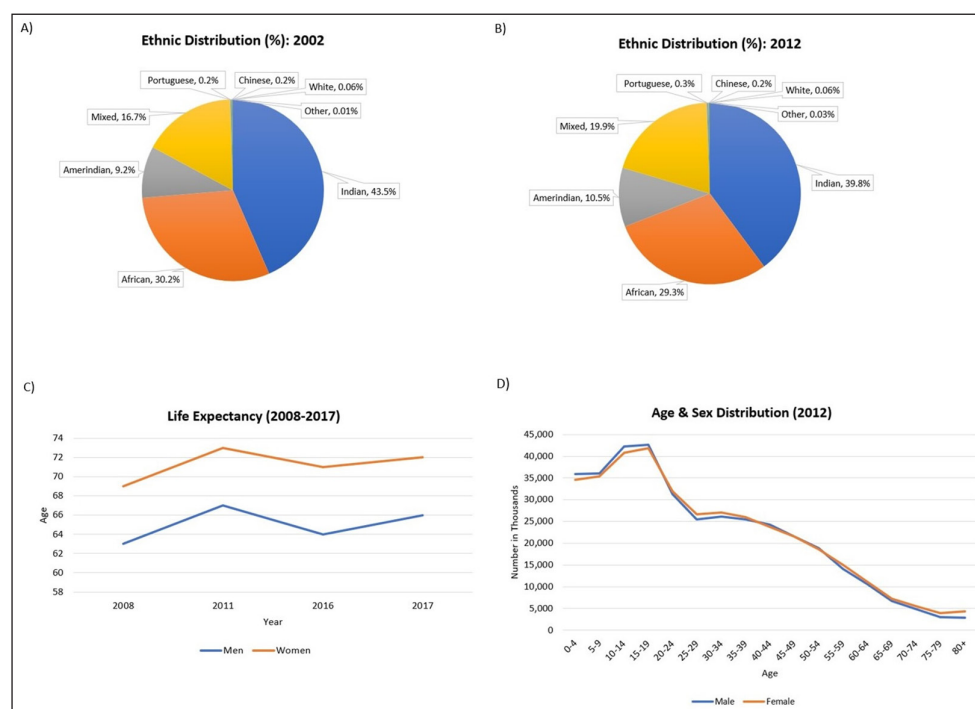 A)
Ethnic Distribution (%): 2002
Portuguese, 0.2%
Chinese, 0.2%
White, 0.06%
Other, 0.01%
Mixed, 16.7%
Amerindian, 9.2%
Indian, 43.5%
African, 30.2%
B)
Ethnic Distribution (%): 2012
Portuguese, 0.3%
Chinese, 0.2%
White, 0.06%
Other, 0.03%
Mixed, 19.9%
Amerindian, 10.5%
Indian, 39.8%
African, 29.3%
C)
Life Expectancy (2008-2017)
Age
74
72
70
68
66
64
62
60
58
2008 2011 2016 2017
Year
Men Women
D)
Age & Sex Distribution (2012)
Number in Thousands
45,000
40,000
35,000
30,000
25,000
20,000
15,000
10,000
5,000
0
0-4 5-9 10-14 15-19 20-24 25-29 30-34 35-39 40-44 45-49 50-54 55-59 60-64 65-69 70-74 75-79 80+
Age
Male Female